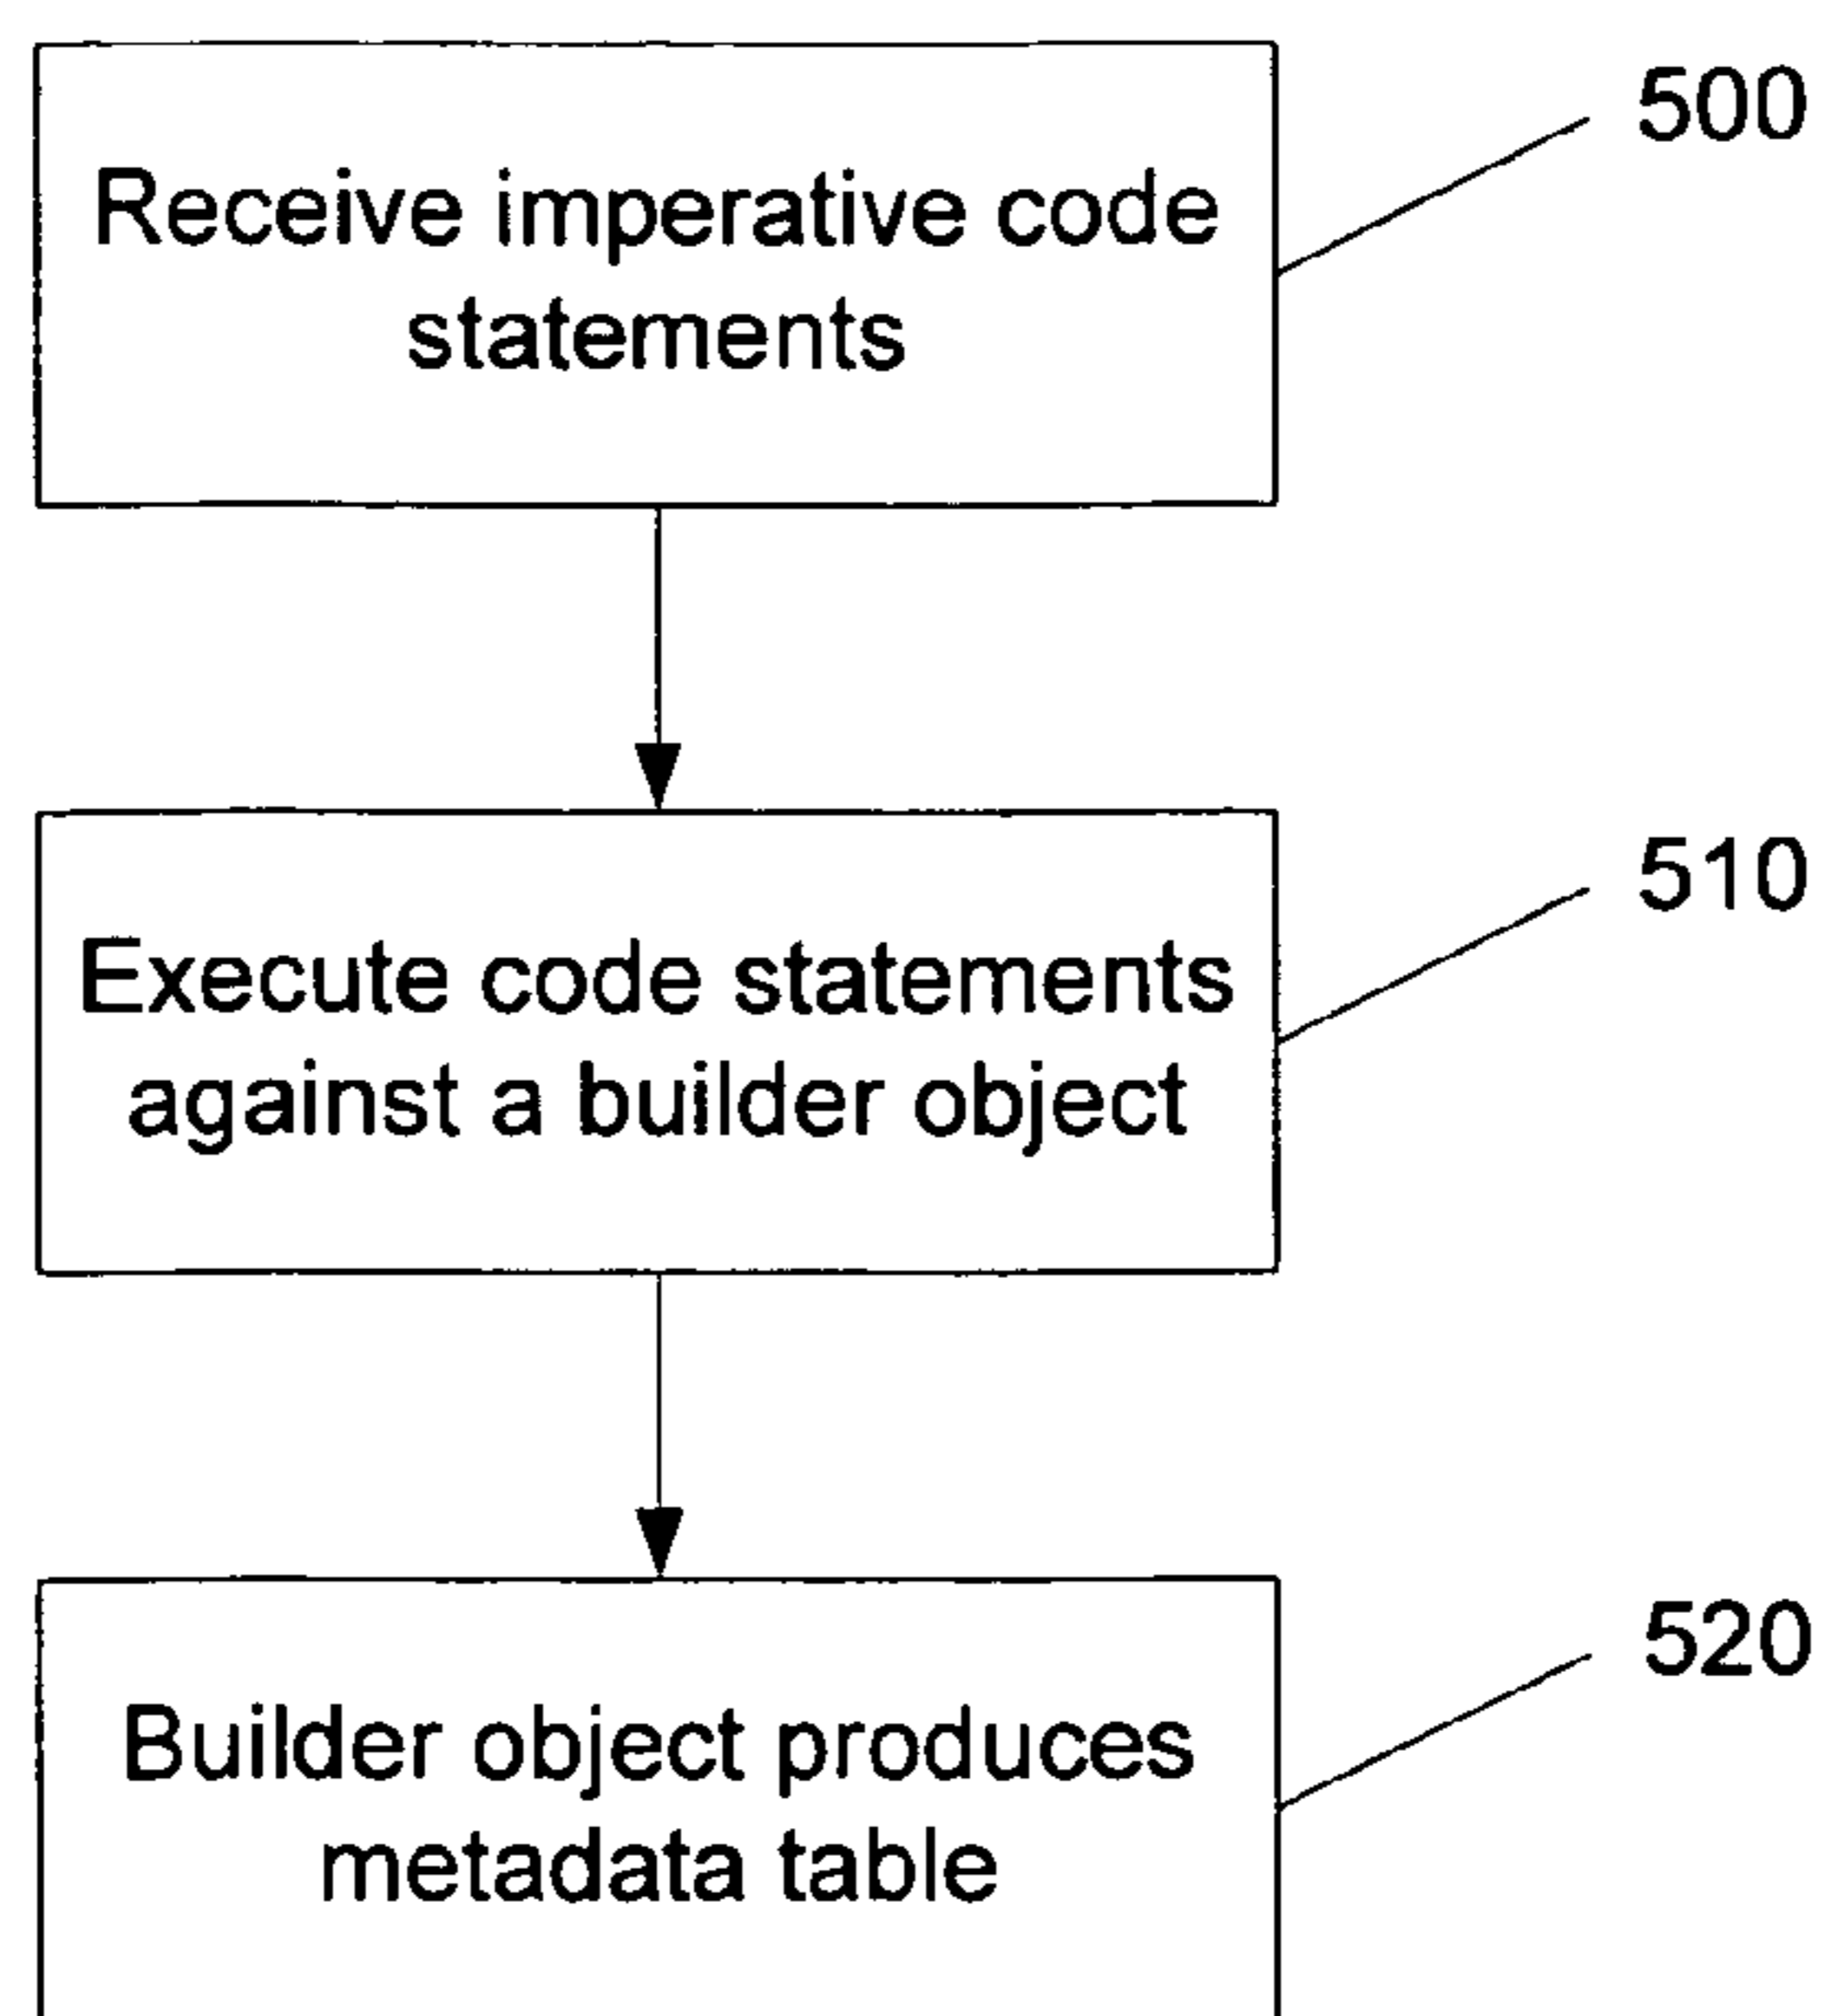 500
Receive imperative code
statements
510
Execute code statements
against a builder object
520
Builder object produces
metadata table